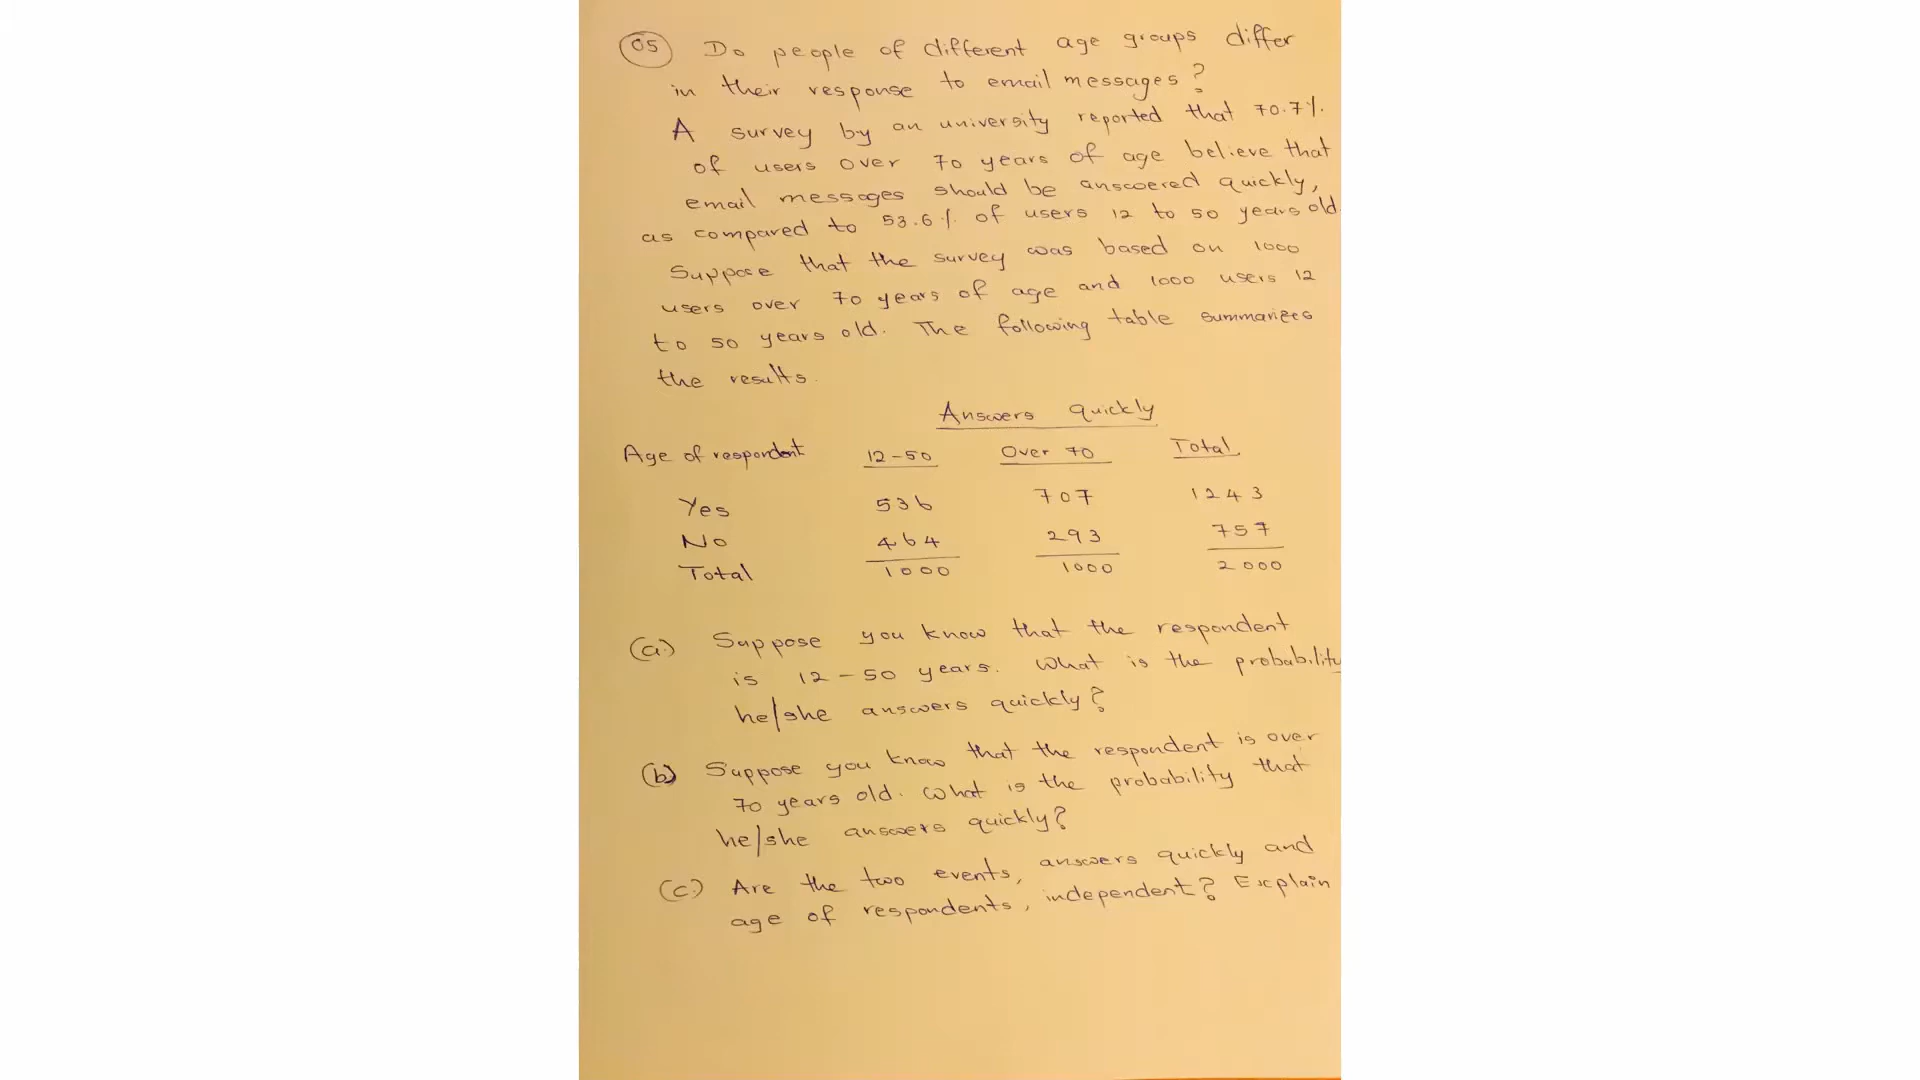 05 Do people of different age groups differ
in their response to email messages?
A survey by an university reported that 70.7%.
of users over 70 years of age believe that
email messages should be answered quickly,
as compared to 53.6%. of users 12 to 50 years old
Suppose that the survey was based on 1000
users over 70 years of age and 1000 users 12
to 50 years old. The following table summarizes
the results.
Answers quickly
Age of respondent 12-50 Over 70 Total
Yes 536 707 1243
No 464 293 757
Total 1000 1000 2000
(a.) Suppose you know that the respondent
is 12-50 years. What is the probability
he/she answers quickly?
(b) Suppose you know that the respondent is over
70 years old. What is the probability that
he/she answers quickly?
(c.) Are the two events, answers quickly and
age of respondents, independent? Explain